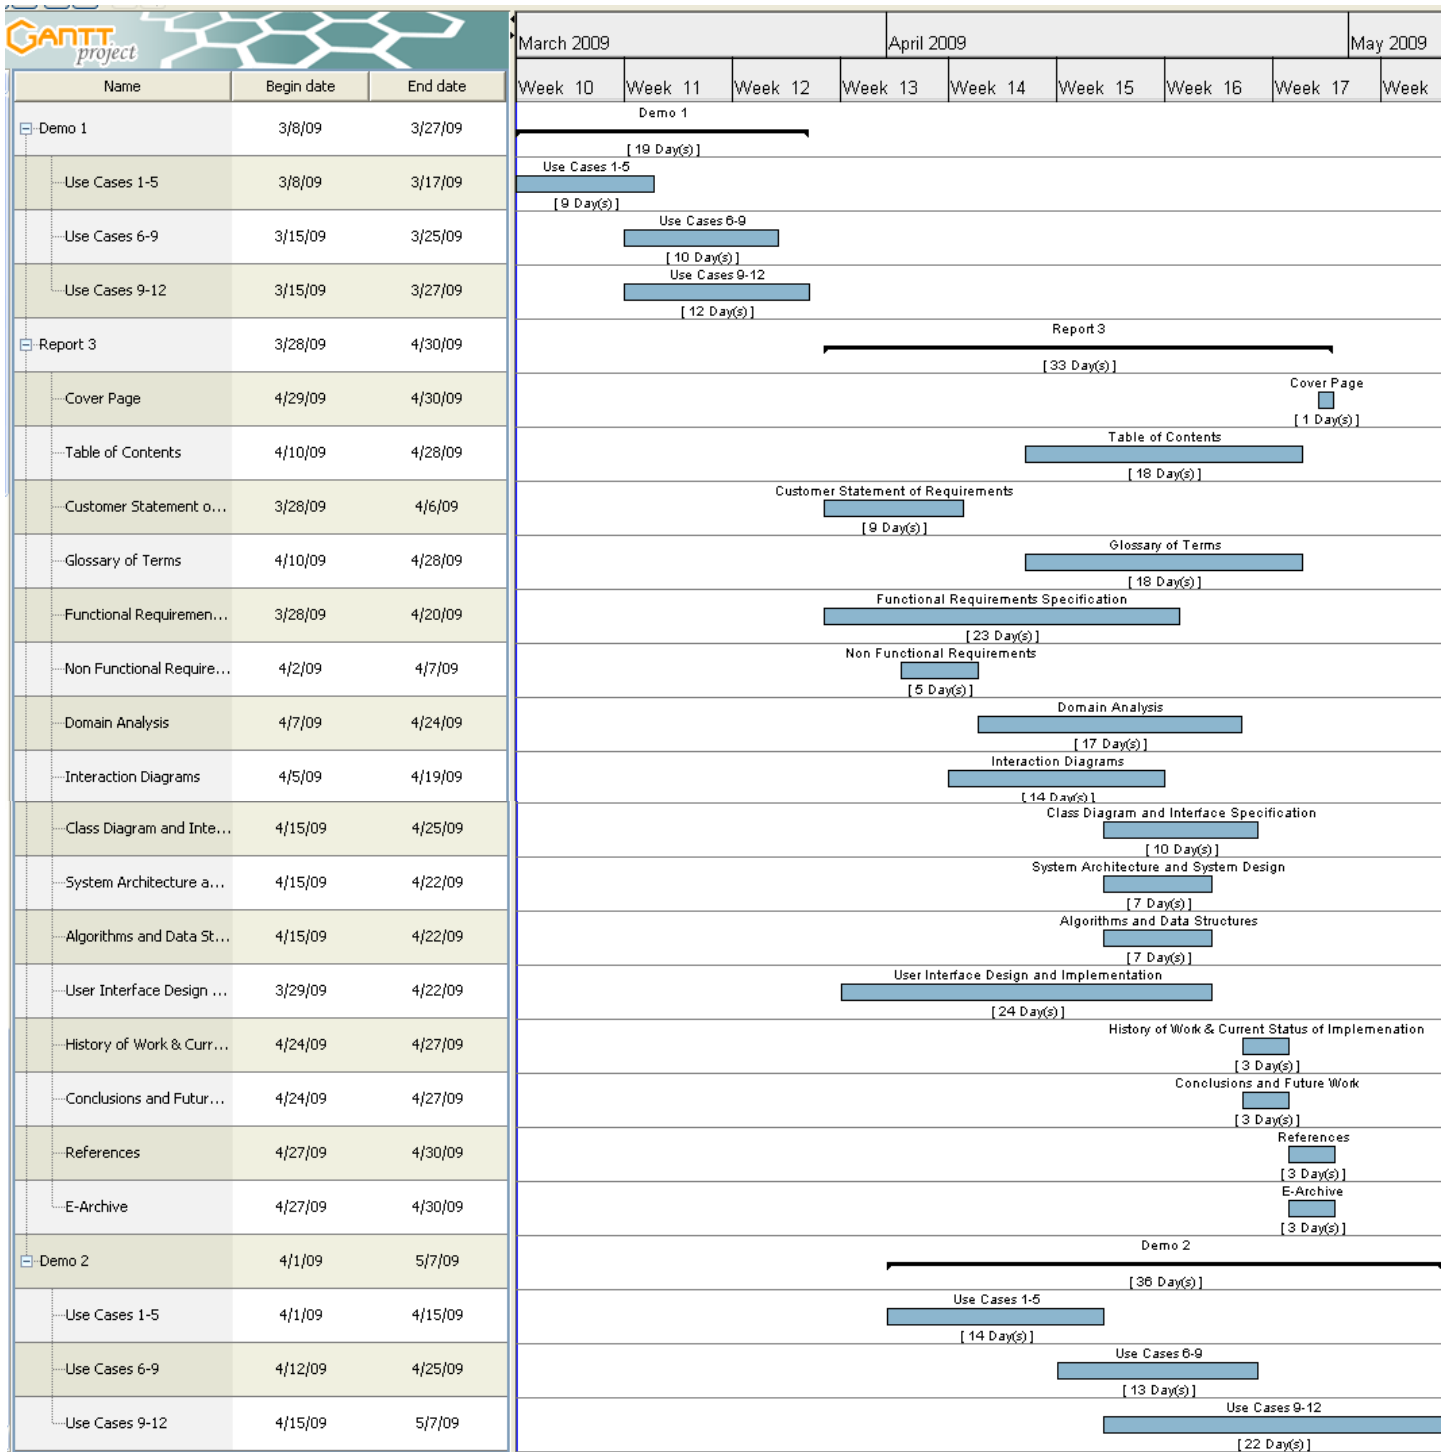 GANTT
project
March 2009 April 2009 May 2009
Name Begin date End date Week 10 Week 11 Week 12 Week 13 Week 14 Week 15 Week 16 Week 17 Week
Demo 1 3/8/09 3/27/09 Demo 1
[ 19 Day(s) ]
Use Cases 1-5 3/8/09 3/17/09 Use Cases 1-5
[ 9 Day(s) ]
Use Cases 6-9 3/15/09 3/25/09 Use Cases 6-9
[ 10 Day(s) ]
Use Cases 9-12 3/15/09 3/27/09 Use Cases 9-12
[ 12 Day(s) ]
Report 3 3/28/09 4/30/09 Report 3
[ 33 Day(s) ]
Cover Page 4/29/09 4/30/09 Cover Page
[ 1 Day(s) ]
Table of Contents 4/10/09 4/28/09 Table of Contents
[ 18 Day(s) ]
Customer Statement o... 3/28/09 4/6/09 Customer Statement of Requirements
[ 9 Day(s) ]
Glossary of Terms 4/10/09 4/28/09 Glossary of Terms
[ 18 Day(s) ]
Functional Requiremen... 3/28/09 4/20/09 Functional Requirements Specification
[ 23 Day(s) ]
Non Functional Require... 4/2/09 4/7/09 Non Functional Requirements
[ 5 Day(s) ]
Domain Analysis 4/7/09 4/24/09 Domain Analysis
[ 17 Day(s) ]
Interaction Diagrams 4/5/09 4/19/09 Interaction Diagrams
[ 14 Day(s) ]
Class Diagram and Inte... 4/15/09 4/25/09 Class Diagram and Interface Specification
[ 10 Day(s) ]
System Architecture a... 4/15/09 4/22/09 System Architecture and System Design
[ 7 Day(s) ]
Algorithms and Data St... 4/15/09 4/22/09 Algorithms and Data Structures
[ 7 Day(s) ]
User Interface Design ... 3/29/09 4/22/09 User Interface Design and Implementation
[ 24 Day(s) ]
History of Work & Curr... 4/24/09 4/27/09 History of Work & Current Status of Implemenation
[ 3 Day(s) ]
Conclusions and Futur... 4/24/09 4/27/09 Conclusions and Future Work
[ 3 Day(s) ]
References 4/27/09 4/30/09 References
[ 3 Day(s) ]
E-Archive 4/27/09 4/30/09 E-Archive
[ 3 Day(s) ]
Demo 2 4/1/09 5/7/09 Demo 2
[ 36 Day(s) ]
Use Cases 1-5 4/1/09 4/15/09 Use Cases 1-5
[ 14 Day(s) ]
Use Cases 6-9 4/12/09 4/25/09 Use Cases 6-9
[ 13 Day(s) ]
Use Cases 9-12 4/15/09 5/7/09 Use Cases 9-12
[ 22 Day(s) ]